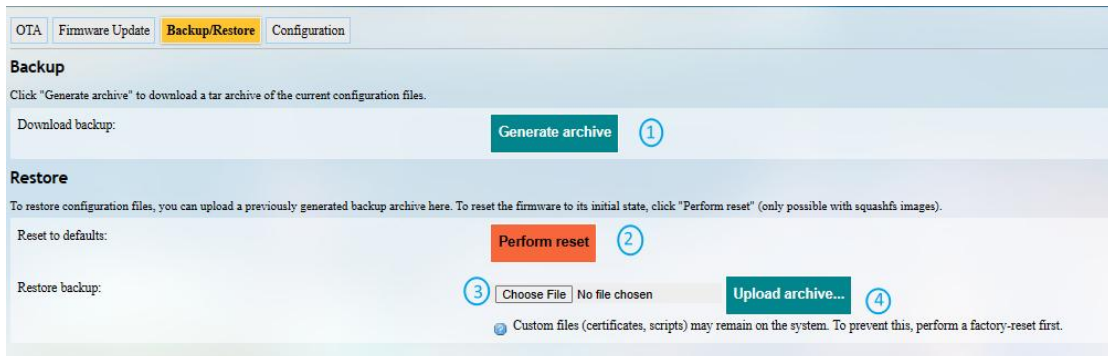 OTA Firmware Update Backup/Restore Configuration
Backup
Click "Generate archive" to download a tar archive of the current configuration files.
Download backup: Generate archive 1
Restore
To restore configuration files, you can upload a previously generated backup archive here. To reset the firmware to its initial state, click "Perform reset" (only possible with squashfs images).
Reset to defaults: Perform reset 2
Restore backup: 3 Choose File No file chosen Upload archive... 4
? Custom files (certificates, scripts) may remain on the system. To prevent this, perform a factory-reset first.